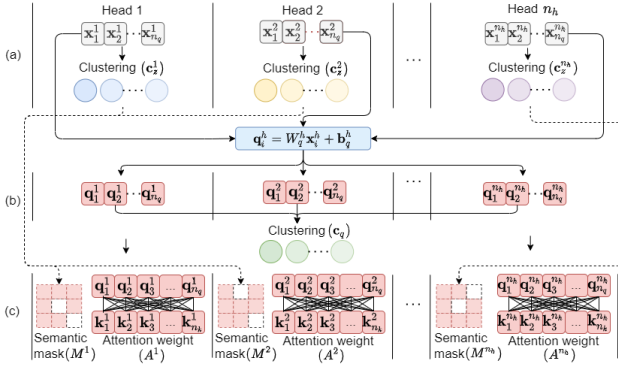 Head 1 Head 2 Head n_h
(a) x_1^1 x_2^1 ... x_{n_q}^1 x_1^2 x_2^2 ... x_{n_q}^2 ... x_1^{n_h} x_2^{n_h} ... x_{n_q}^{n_h}
Clustering (c_z^1) Clustering (c_z^2) Clustering (c_z^{n_h})
... ... ... ...
q_i^h = W_q^h x_i^h + b_q^h
(b) q_1^1 q_2^1 ... q_{n_q}^1 q_1^2 q_2^2 ... q_{n_q}^2 ... q_1^{n_h} q_2^{n_h} ... q_{n_q}^{n_h}
Clustering (c_q)
...
q_1^1 q_2^1 q_3^1 ... q_{n_q}^1 q_1^2 q_2^2 q_3^2 ... q_{n_q}^2 q_1^{n_h} q_2^{n_h} q_3^{n_h} ... q_{n_q}^{n_h}
(c) ...
k_1^1 k_2^1 k_3^1 ... k_{n_k}^1 k_1^2 k_2^2 k_3^2 ... k_{n_k}^2 k_1^{n_h} k_2^{n_h} k_3^{n_h} ... k_{n_k}^{n_h}
Semantic Attention weight Semantic Attention weight Semantic Attention weight
mask(M^1) (A^1) mask(M^2) (A^2) mask(M^{n_h}) (A^{n_h})